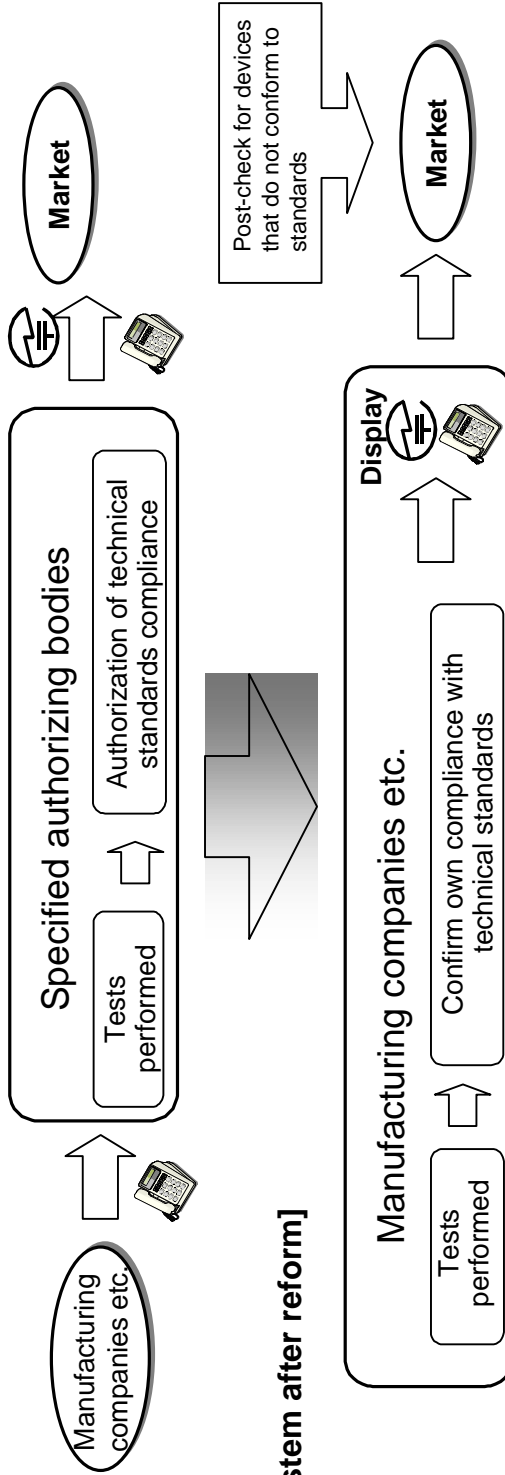 Manufacturing
companies etc.
Specified authorizing bodies
Tests
performed
Authorization of technical
standards compliance
Market
stem after reform]
Manufacturing companies etc.
Tests
performed
Confirm own compliance with
technical standards
Display
Post-check for devices
that do not conform to
standards
Market